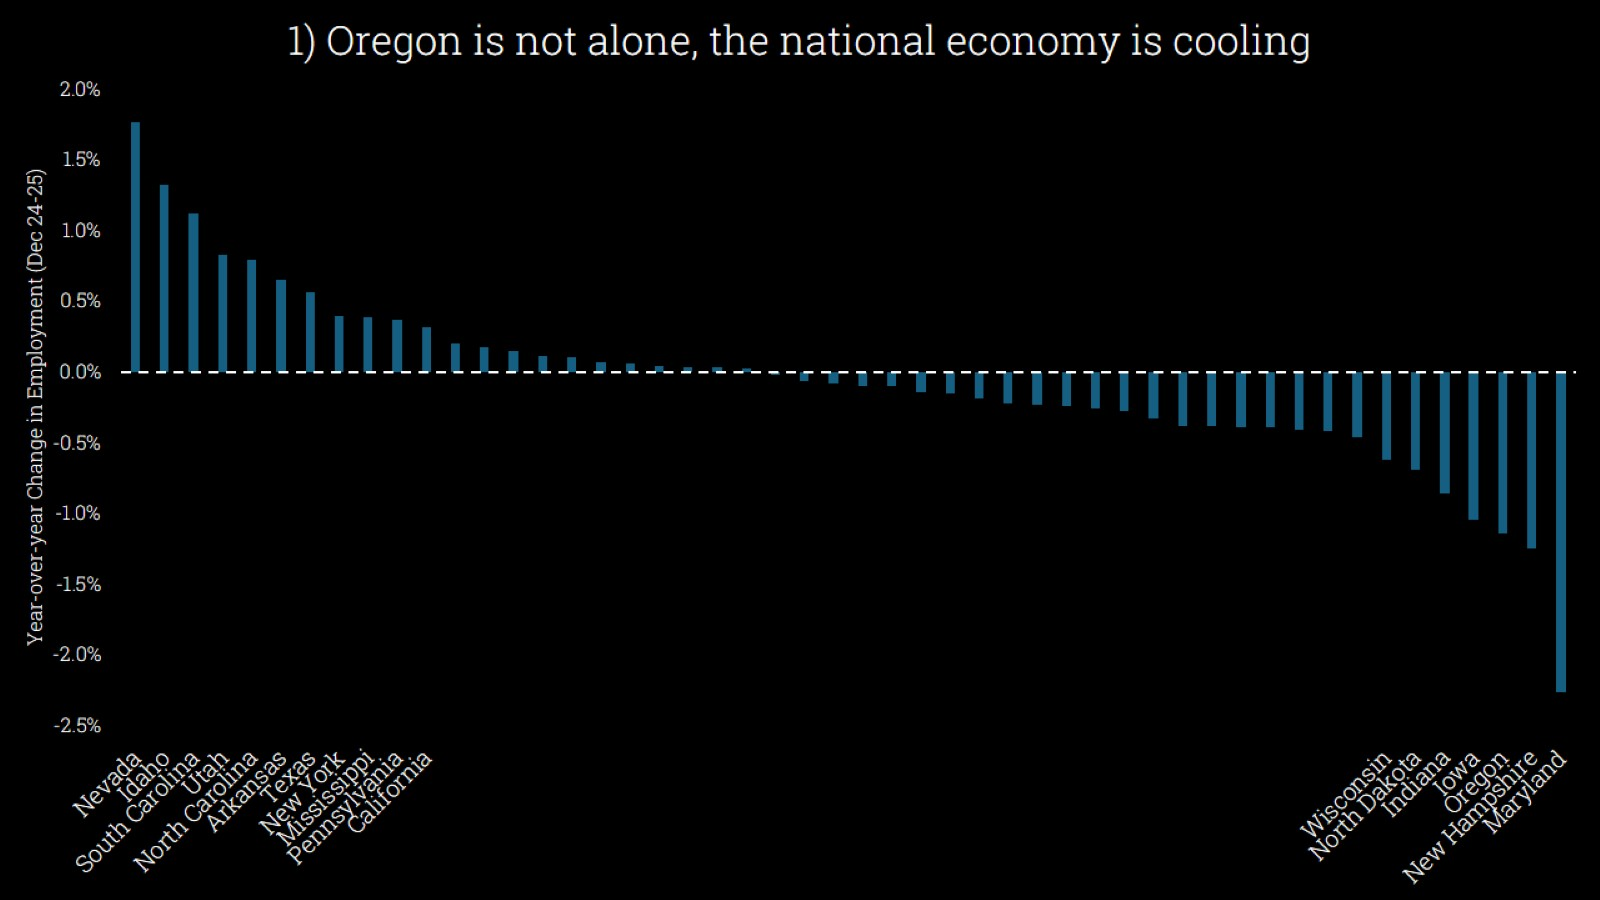 1) Oregon is not alone, the national economy is cooling
Year-over-year Change in Employment (Dec 24-25)
2.0%
1.5%
1.0%
0.5%
0.0%
-0.5%
-1.0%
-1.5%
-2.0%
-2.5%
Nevada
Idaho
South Carolina
Utah
North Carolina
Arkansas
Texas
New York
Mississippi
Pennsylvania
California
Wisconsin
North Dakota
Indiana
Iowa
Oregon
New Hampshire
Maryland